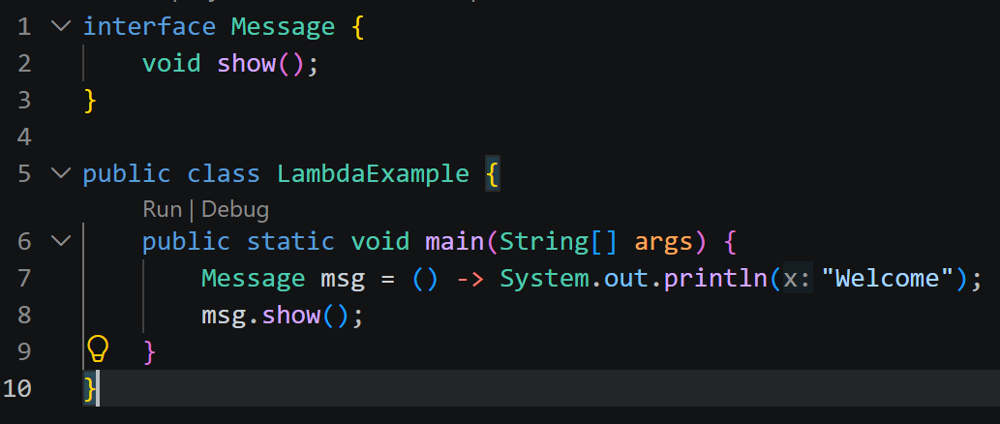 1 interface Message {
2 void show();
3 }
4
5 public class LambdaExample {
Run | Debug
6 public static void main(String[] args) {
7 Message msg = () -> System.out.println(x: "Welcome");
8 msg.show();
9 }
10 }